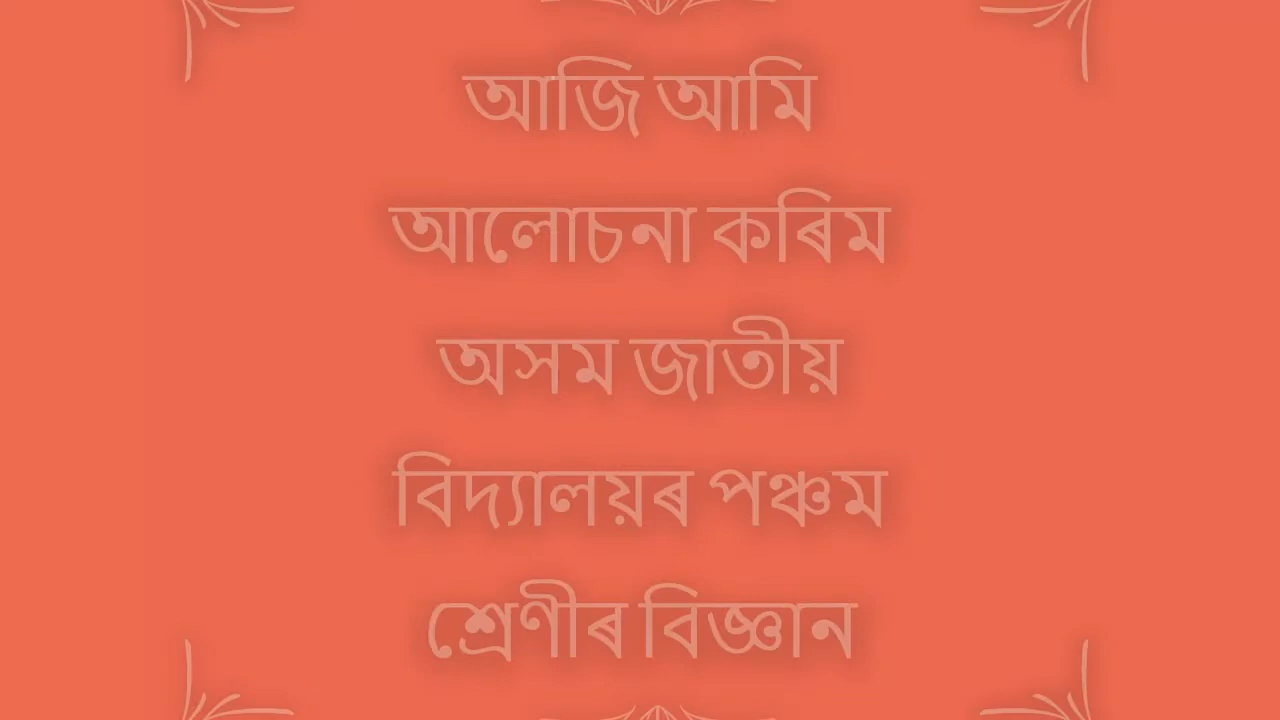 আজি আমি
আলোচনা কৰিম
অসম জাতীয়
বিদ্যালয়ৰ পঞ্চম
শ্ৰেণীৰ বিজ্ঞান